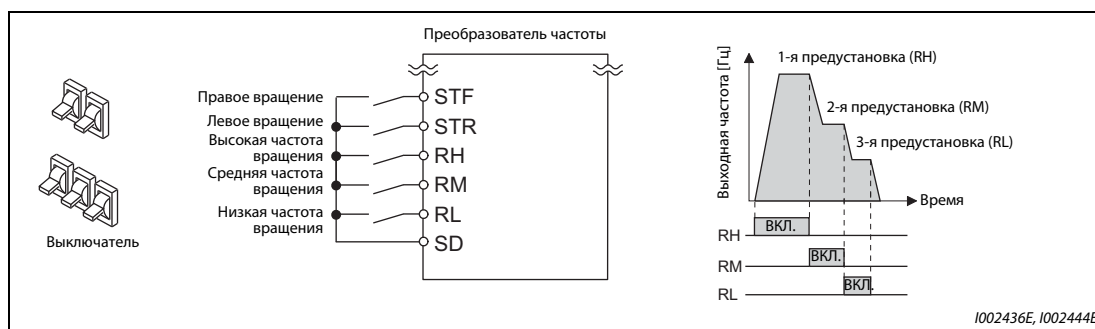 Преобразователь частоты
Правое вращение
Левое вращение
Высокая частота
вращения
Средняя частота
вращения
Низкая частота
вращения
STF
STR
RH
RM
RL
SD
Выключатель
Выходная частота [Гц]
1-я предустановка (RH)
2-я предустановка (RM)
3-я предустановка (RL)
Время
RH ВКЛ.
RM ВКЛ.
RL ВКЛ.
I002436E, I002444E